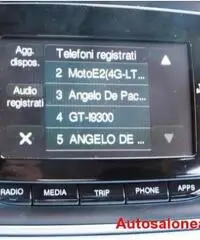 Agg.
dispos.
Telefoni registrati
2 MotoE2(4G-LT...
Audio
registrati
3 Angelo De Pac...
4 GT-I9300
5 ANGELO DE ...
RADIO
MEDIA
TRIP
PHONE
APPS
Autosalone